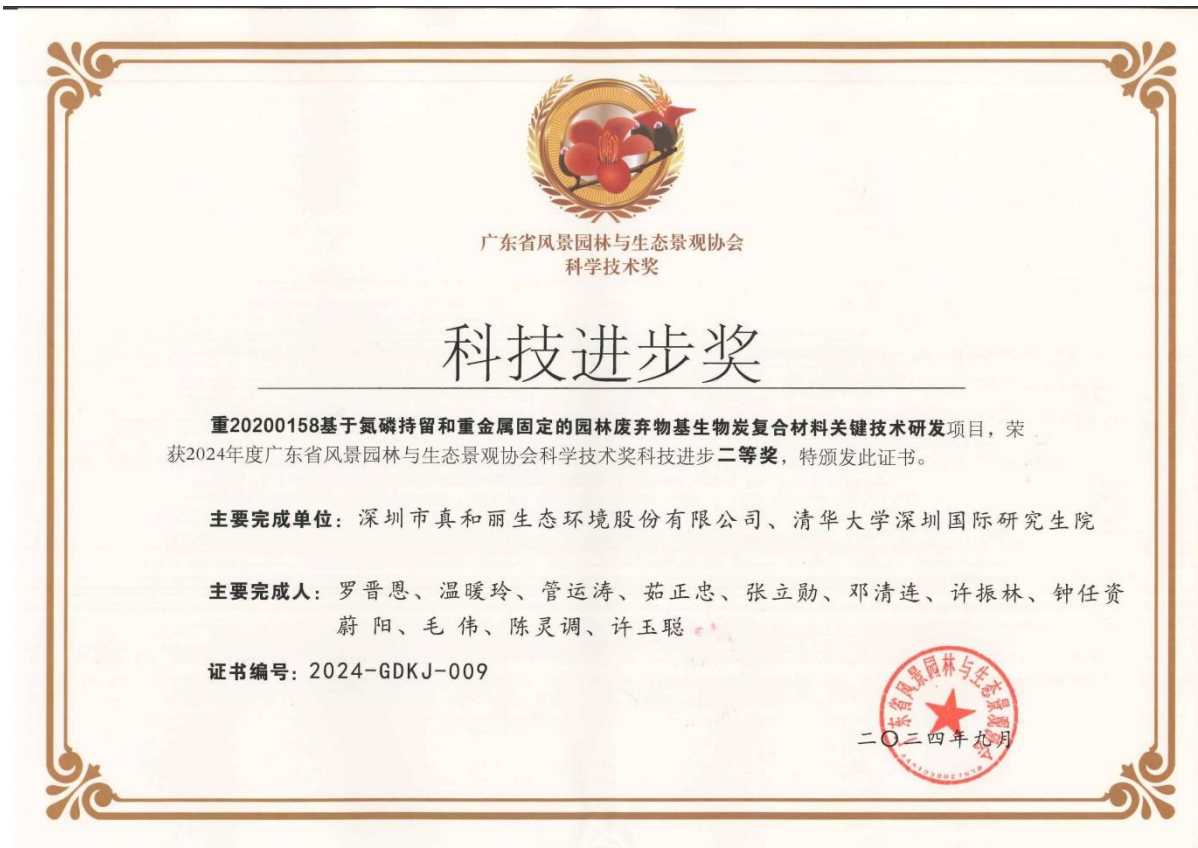 广东省风景园林与生态景观协会
科学技术奖
科技进步奖
重20200158基于氮磷持留和重金属固定的园林废弃物基生物炭复合材料关键技术研发项目，荣
获2024年度广东省风景园林与生态景观协会科学技术奖科技进步二等奖，特颁发此证书。
主要完成单位：深圳市真和丽生态环境股份有限公司、清华大学深圳国际研究生院
主要完成人：罗晋恩、温暖玲、管运涛、茹正忠、张立勋、邓清连、许振林、钟任资
蔚 阳、毛 伟、陈灵调、许玉聪
证书编号：2024-GDKJ-009
广东省风景园林与生态景观协会
二〇二四年九月